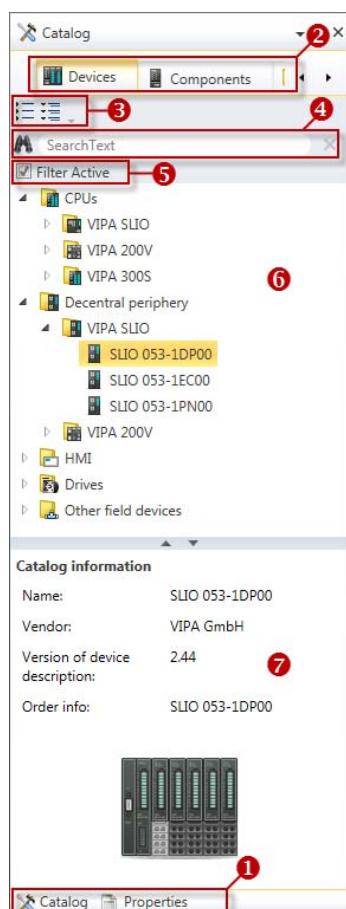 Catalog
2
Devices Components
3
4
SearchText
Filter Active
5
CPUs
VIPA SLIO
VIPA 200V
VIPA 300S
6
Decentral periphery
VIPA SLIO
SLIO 053-1DP00
SLIO 053-1EC00
SLIO 053-1PN00
VIPA 200V
HMI
Drives
Other field devices
Catalog information
Name: SLIO 053-1DP00
Vendor: VIPA GmbH
Version of device 2.44
description:
7
Order info: SLIO 053-1DP00
1
Catalog Properties